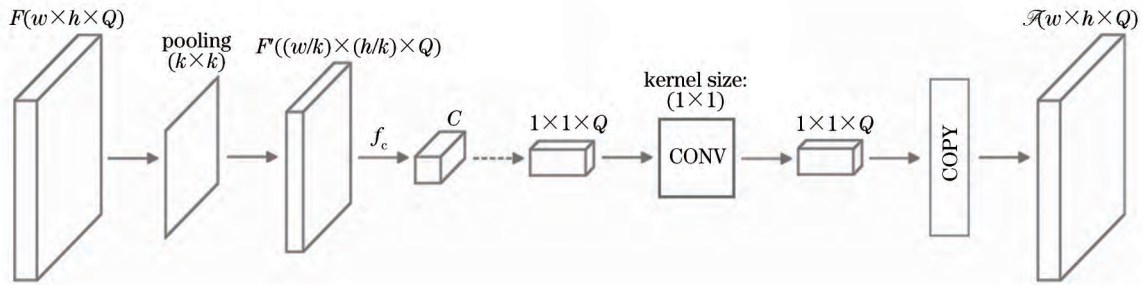 F(w×h×Q)
pooling
(k×k)
F'((w/k)×(h/k)×Q)
f_c
C
1×1×Q
kernel size:
(1×1)
CONV
1×1×Q
COPY
𝒜(w×h×Q)